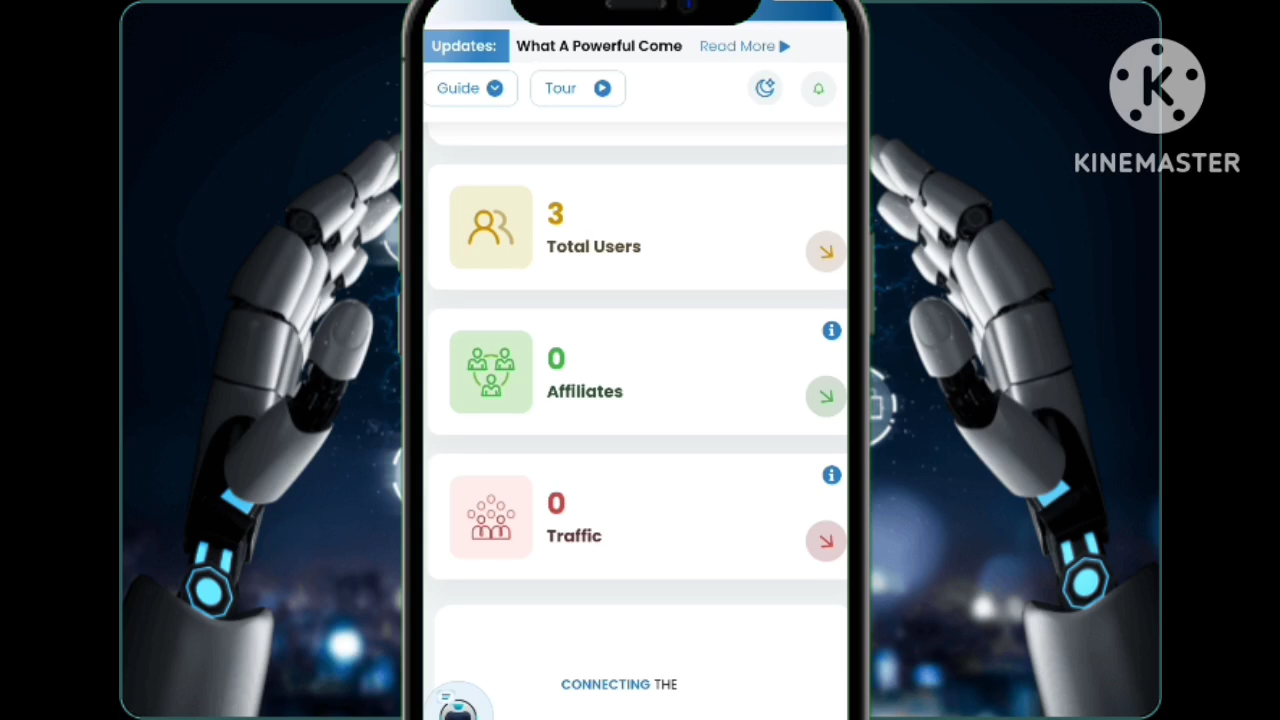 Updates: What A Powerful Come Read More
Guide Tour
K
KINEMASTER
3
Total Users
0
Affiliates
0
Traffic
CONNECTING THE